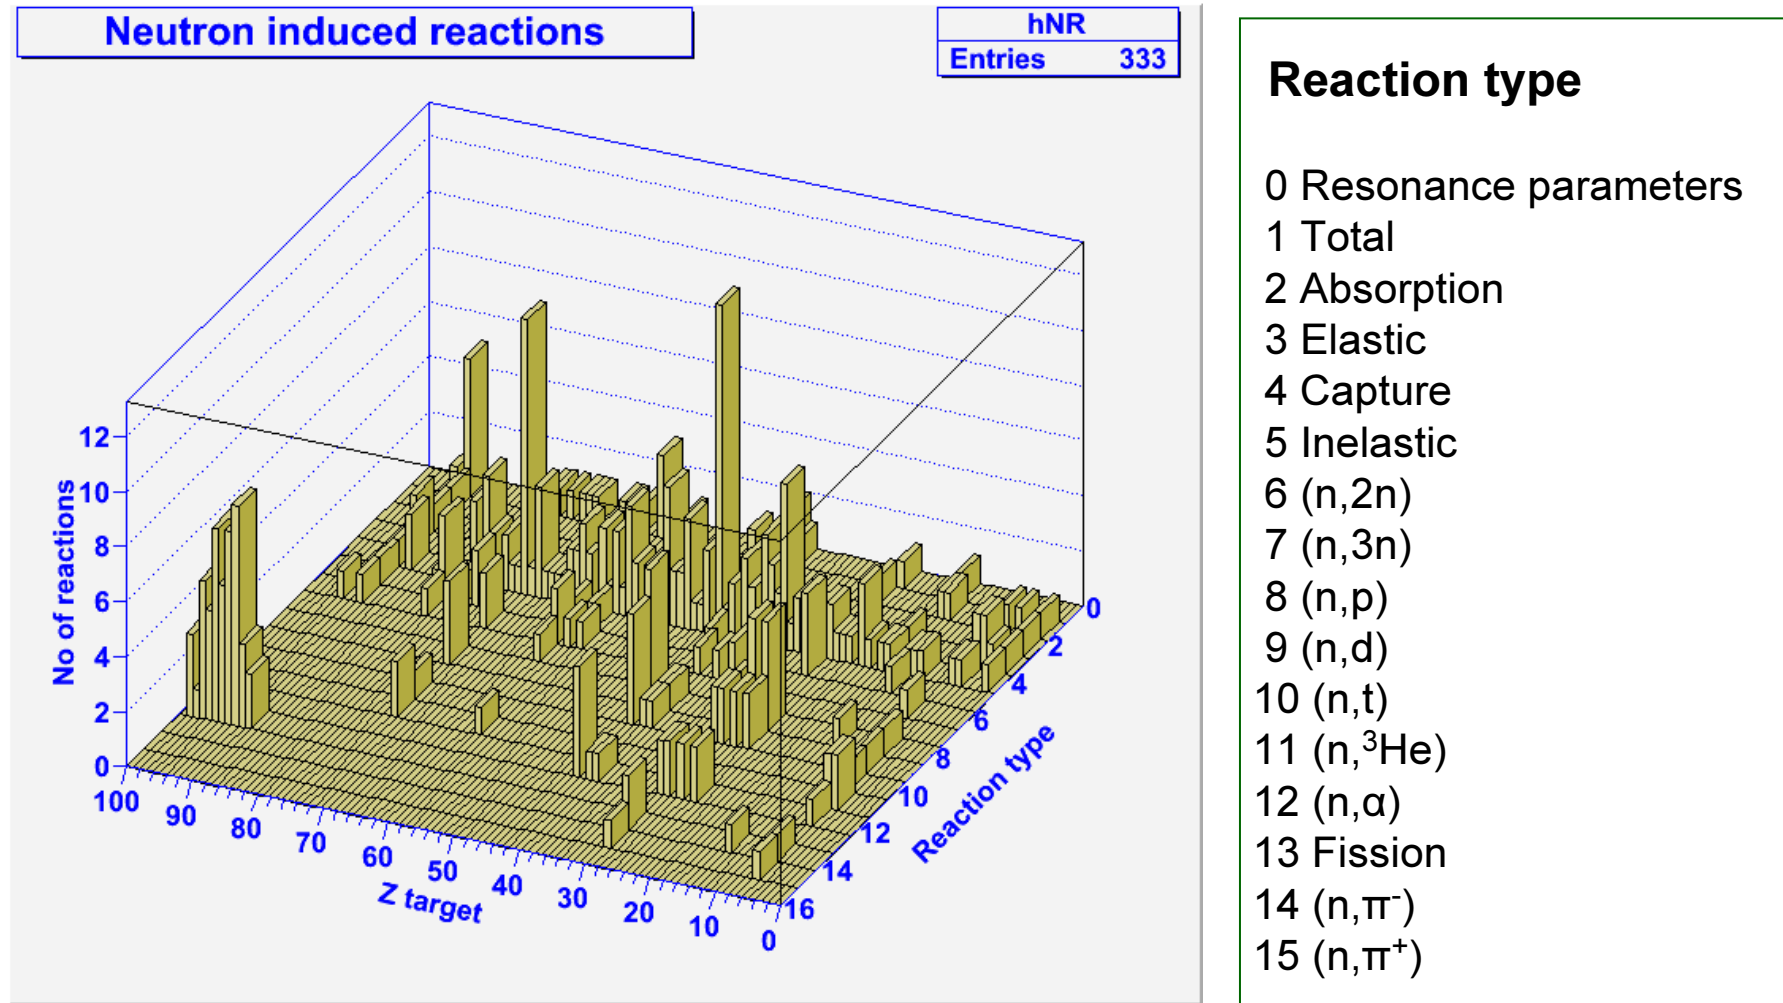 Neutron induced reactions
hNR
Entries 333
No of reactions
12
10
8
6
4
2
0
100
90
80
70
60
50
40
30
20
10
0
Z target
0
2
4
6
8
10
12
14
16
Reaction type
Reaction type
0 Resonance parameters
1 Total
2 Absorption
3 Elastic
4 Capture
5 Inelastic
6 (n,2n)
7 (n,3n)
8 (n,p)
9 (n,d)
10 (n,t)
11 (n,³He)
12 (n,α)
13 Fission
14 (n,π⁻)
15 (n,π⁺)